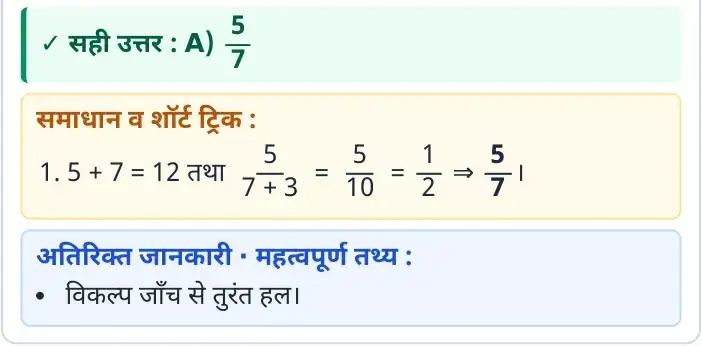 ✓ सही उत्तर : A) 5/7
समाधान व शॉर्ट ट्रिक :
1. 5 + 7 = 12 तथा 5/(7 + 3) = 5/10 = 1/2 ⇒ 5/7।
अतिरिक्त जानकारी · महत्वपूर्ण तथ्य :
• विकल्प जाँच से तुरंत हल।